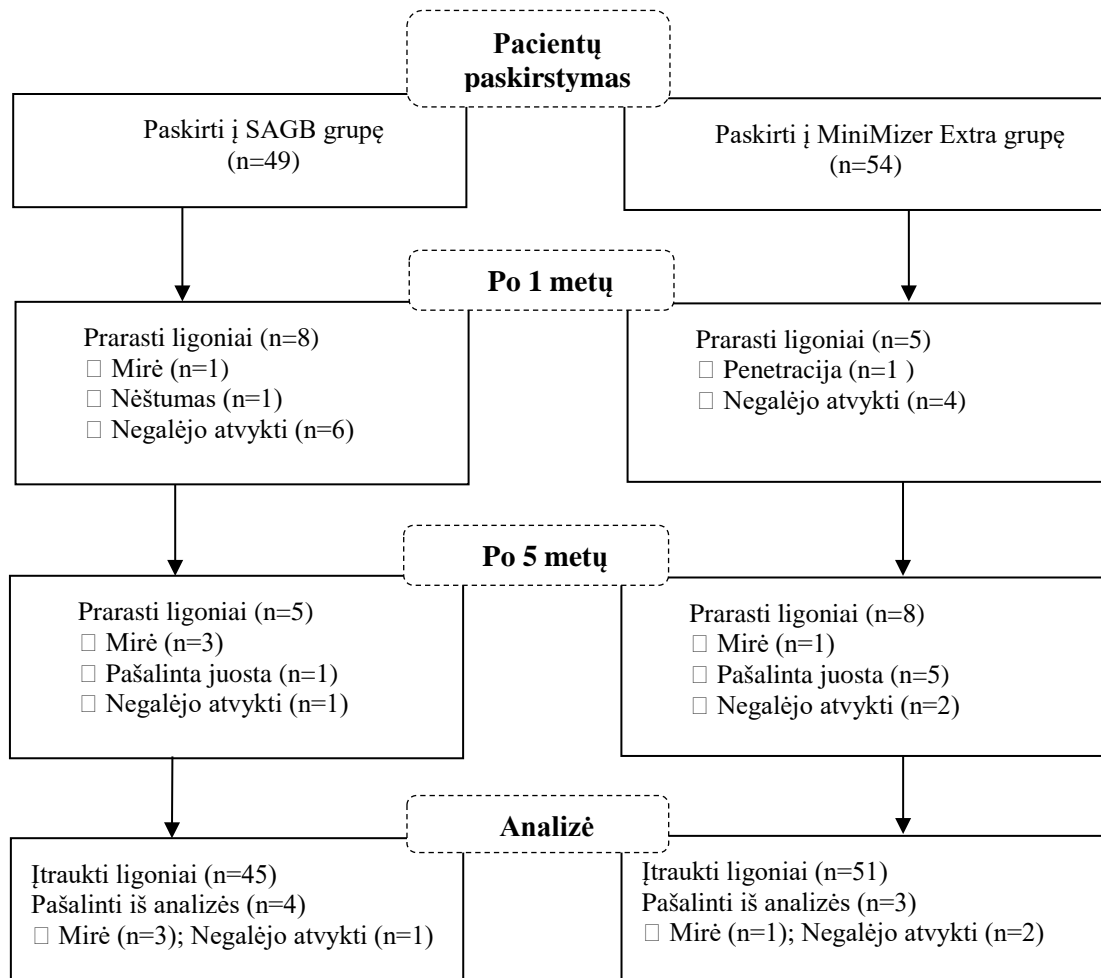 Pacientų
paskirstymas
Paskirti į SAGB grupę
(n=49)
Paskirti į MiniMizer Extra grupę
(n=54)
Po 1 metų
Prarasti ligoniai (n=8)
□ Mirė (n=1)
□ Nėštumas (n=1)
□ Negalėjo atvykti (n=6)
Prarasti ligoniai (n=5)
□ Penetracija (n=1 )
□ Negalėjo atvykti (n=4)
Po 5 metų
Prarasti ligoniai (n=5)
□ Mirė (n=3)
□ Pašalinta juosta (n=1)
□ Negalėjo atvykti (n=1)
Prarasti ligoniai (n=8)
□ Mirė (n=1)
□ Pašalinta juosta (n=5)
□ Negalėjo atvykti (n=2)
Analizė
Įtraukti ligoniai (n=45)
Pašalinti iš analizės (n=4)
□ Mirė (n=3); Negalėjo atvykti (n=1)
Įtraukti ligoniai (n=51)
Pašalinti iš analizės (n=3)
□ Mirė (n=1); Negalėjo atvykti (n=2)